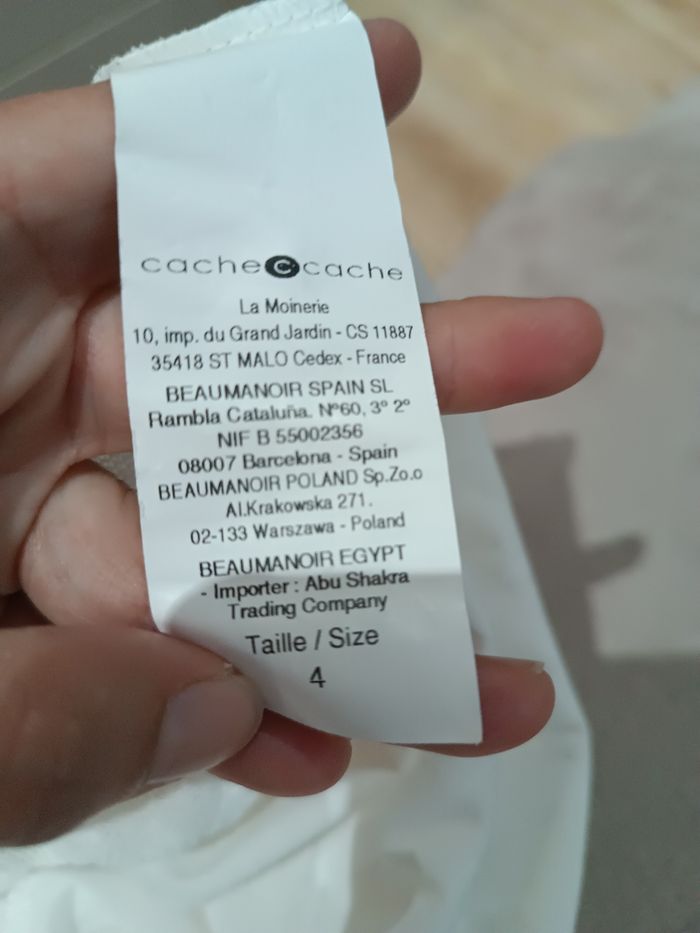 cache c cache
La Moinerie
10, imp. du Grand Jardin - CS 11887
35418 ST MALO Cedex - France
BEAUMANOIR SPAIN SL
Rambla Cataluña. Nº60, 3º 2º
NIF B 55002356
08007 Barcelona - Spain
BEAUMANOIR POLAND Sp.Zo.o
Al.Krakowska 271.
02-133 Warszawa - Poland
BEAUMANOIR EGYPT
- Importer : Abu Shakra
Trading Company
Taille / Size
4